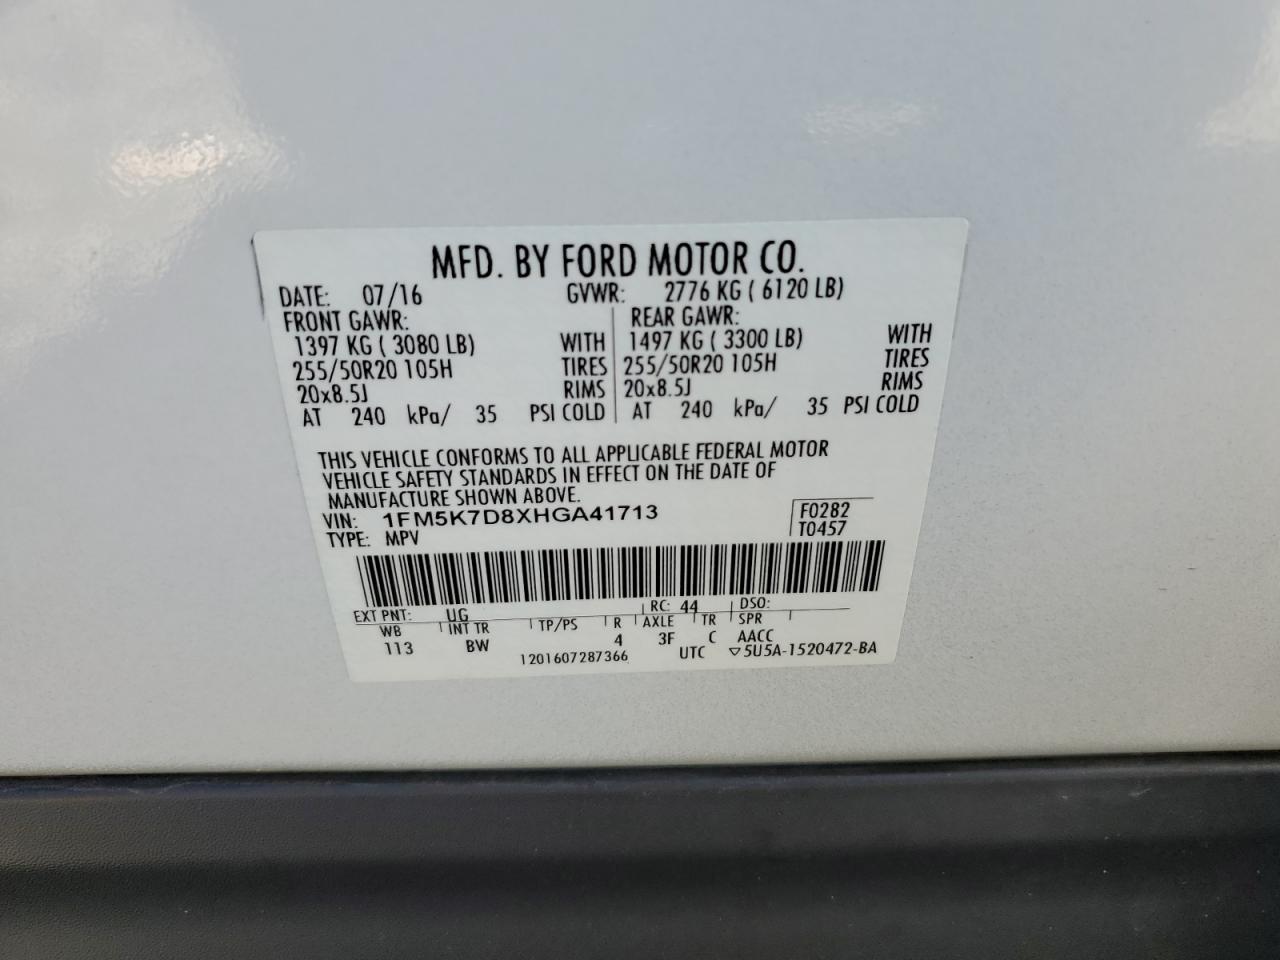 MFD. BY FORD MOTOR CO.
DATE: 07/16 GVWR: 2776 KG ( 6120 LB)
FRONT GAWR: REAR GAWR:
1397 KG ( 3080 LB) WITH 1497 KG ( 3300 LB) WITH
255/50R20 105H TIRES 255/50R20 105H TIRES
20x8.5J RIMS 20x8.5J RIMS
AT 240 kPa/ 35 PSI COLD AT 240 kPa/ 35 PSI COLD
THIS VEHICLE CONFORMS TO ALL APPLICABLE FEDERAL MOTOR
VEHICLE SAFETY STANDARDS IN EFFECT ON THE DATE OF
MANUFACTURE SHOWN ABOVE.
VIN: 1FM5K7D8XHGA41713 F0282
TYPE: MPV T0457
EXT PNT: UG RC: 44 DSO:
WB INT TR TP/PS R AXLE TR SPR
113 BW 4 3F C AACC
1201607287366 UTC ▽5U5A-1520472-BA